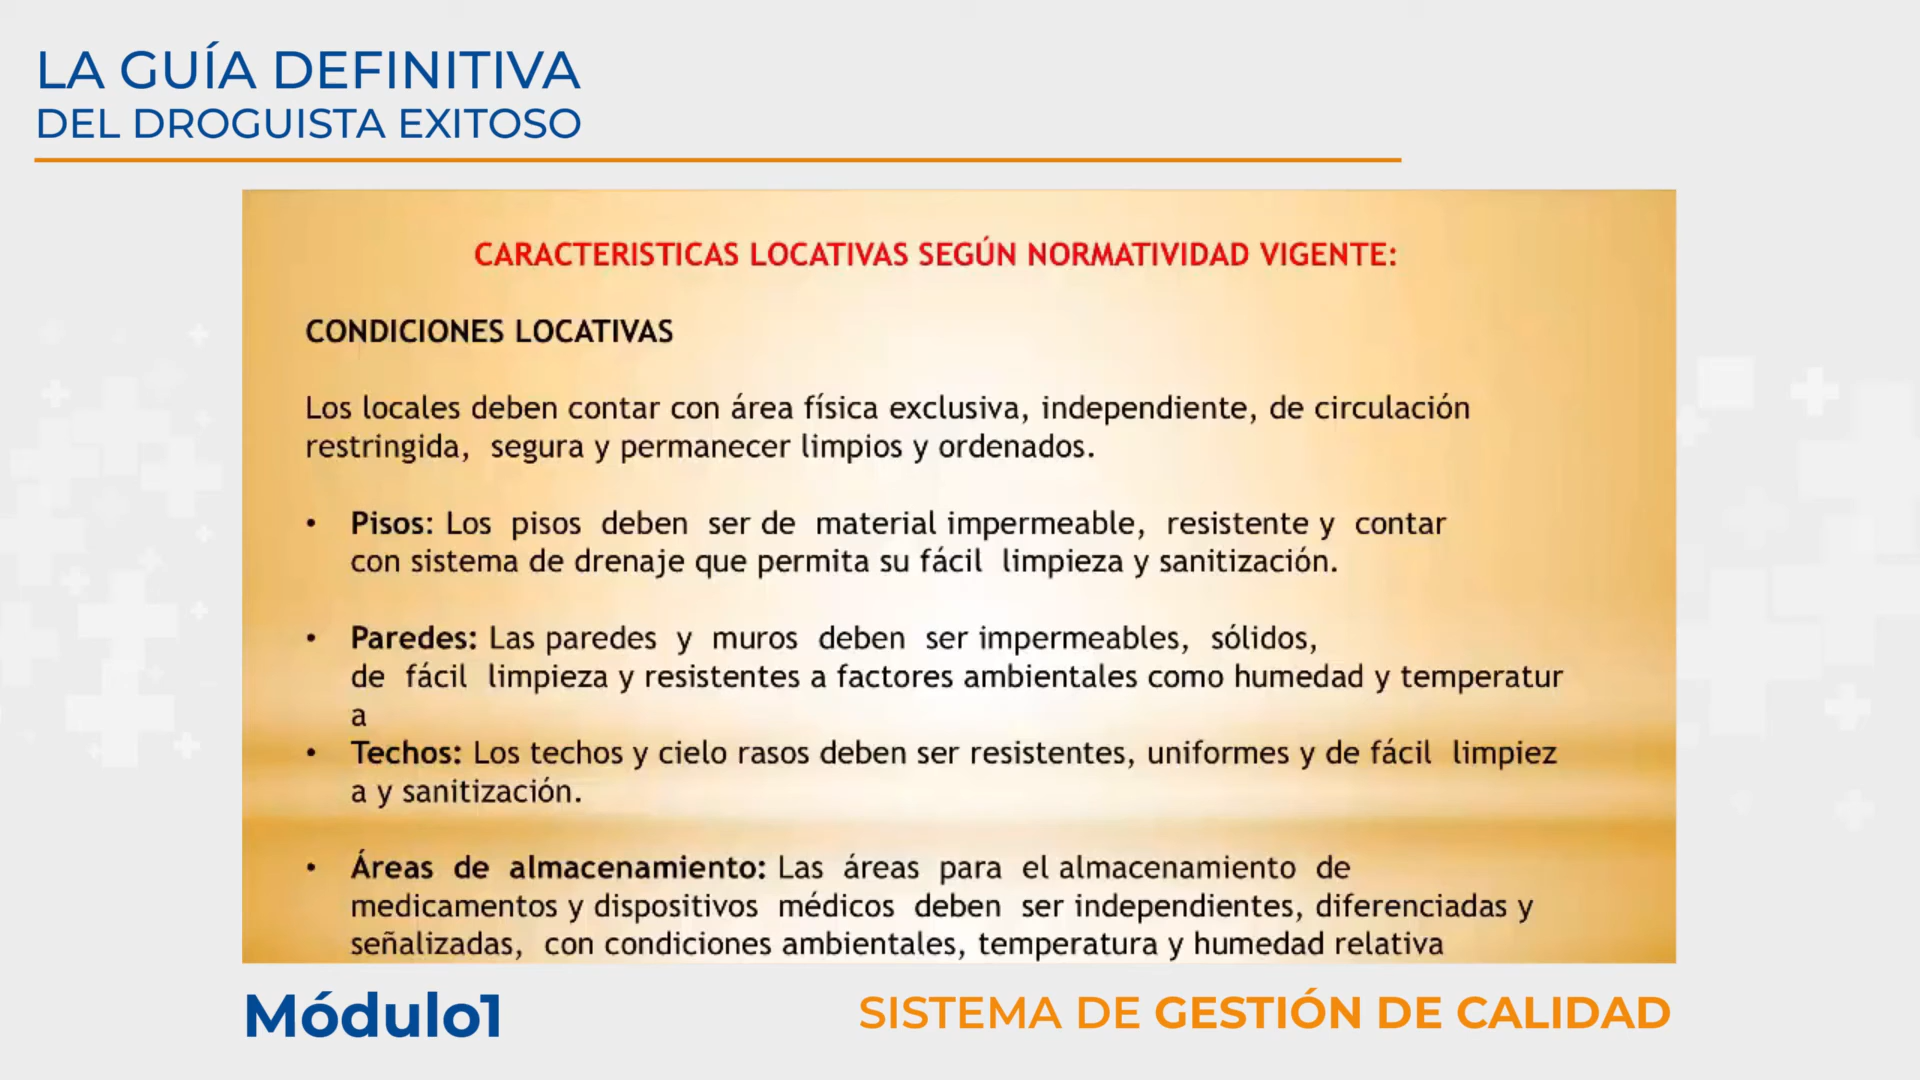 LA GUÍA DEFINITIVA
DEL DROGUISTA EXITOSO
CARACTERISTICAS LOCATIVAS SEGÚN NORMATIVIDAD VIGENTE:
CONDICIONES LOCATIVAS
Los locales deben contar con área física exclusiva, independiente, de circulación
restringida, segura y permanecer limpios y ordenados.
• Pisos: Los pisos deben ser de material impermeable, resistente y contar
con sistema de drenaje que permita su fácil limpieza y sanitización.
• Paredes: Las paredes y muros deben ser impermeables, sólidos,
de fácil limpieza y resistentes a factores ambientales como humedad y temperatur
a
• Techos: Los techos y cielo rasos deben ser resistentes, uniformes y de fácil limpiez
a y sanitización.
• Áreas de almacenamiento: Las áreas para el almacenamiento de
medicamentos y dispositivos médicos deben ser independientes, diferenciadas y
señalizadas, con condiciones ambientales, temperatura y humedad relativa
Módulo1
SISTEMA DE GESTIÓN DE CALIDAD